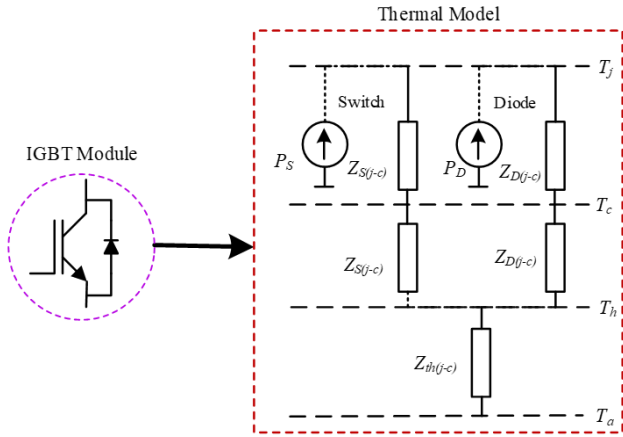 Thermal Model
T_j
Switch
Diode
IGBT Module
P_S
Z_S(j-c)
P_D
Z_D(j-c)
T_c
Z_S(j-c)
Z_D(j-c)
T_h
Z_th(j-c)
T_a